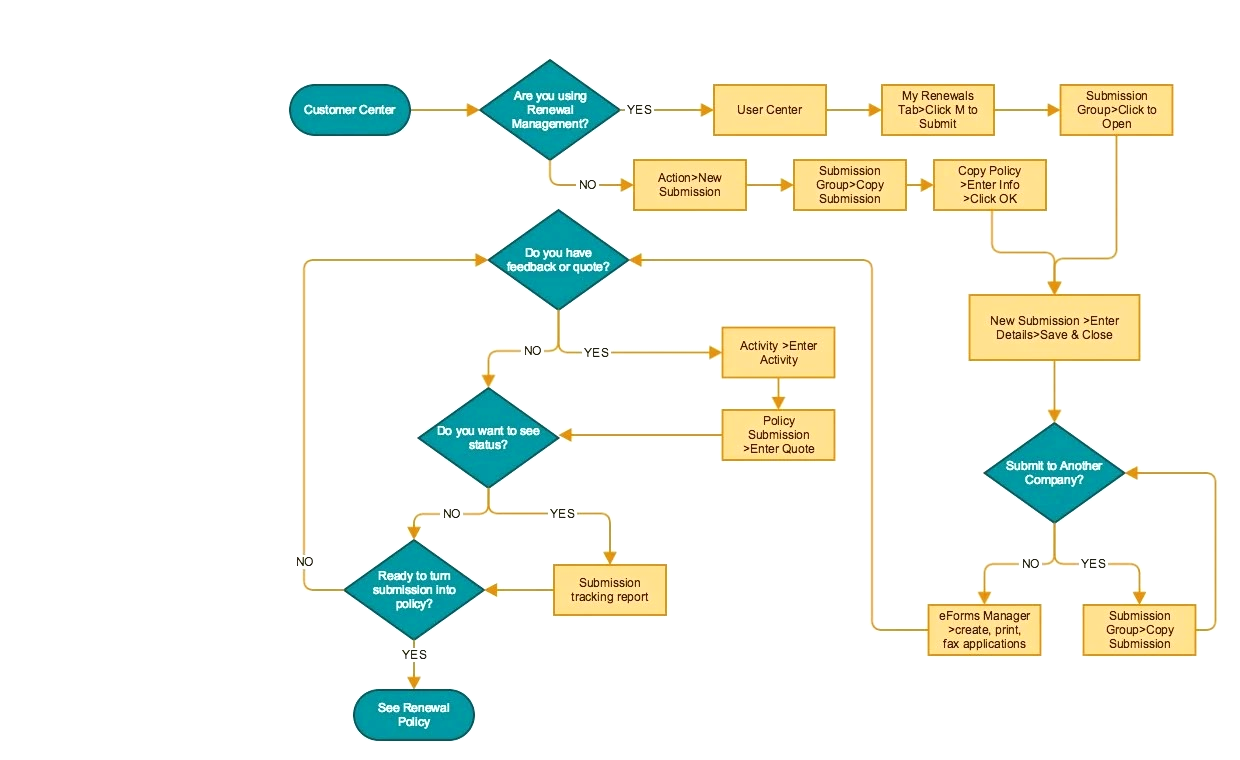 Customer Center
Are you using
Renewal
Management?
YES
User Center
My Renewals
Tab>Click M to
Submit
Submission
Group>Click to
Open
NO
Action>New
Submission
Submission
Group>Copy
Submission
Copy Policy
>Enter Info
>Click OK
Do you have
feedback or quote?
New Submission >Enter
Details>Save & Close
NO
YES
Activity >Enter
Activity
Policy
Submission
>Enter Quote
Do you want to see
status?
Submit to Another
Company?
NO
YES
NO
YES
NO
Ready to turn
submission into
policy?
Submission
tracking report
eForms Manager
>create, print,
fax applications
Submission
Group>Copy
Submission
YES
See Renewal
Policy